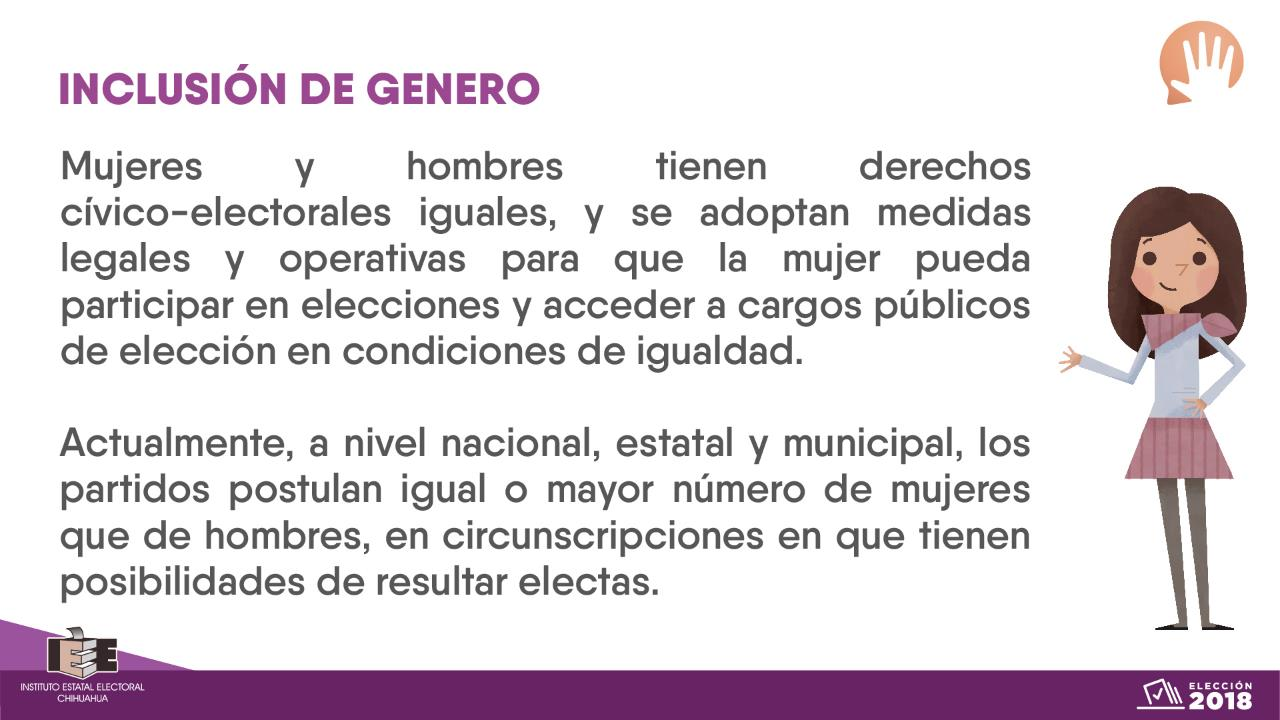 INCLUSIÓN DE GENERO
Mujeres y hombres tienen derechos
cívico-electorales iguales, y se adoptan medidas
legales y operativas para que la mujer pueda
participar en elecciones y acceder a cargos públicos
de elección en condiciones de igualdad.
Actualmente, a nivel nacional, estatal y municipal, los
partidos postulan igual o mayor número de mujeres
que de hombres, en circunscripciones en que tienen
posibilidades de resultar electas.
IEE
INSTITUTO ESTATAL ELECTORAL
CHIHUAHUA
ELECCIÓN
2018